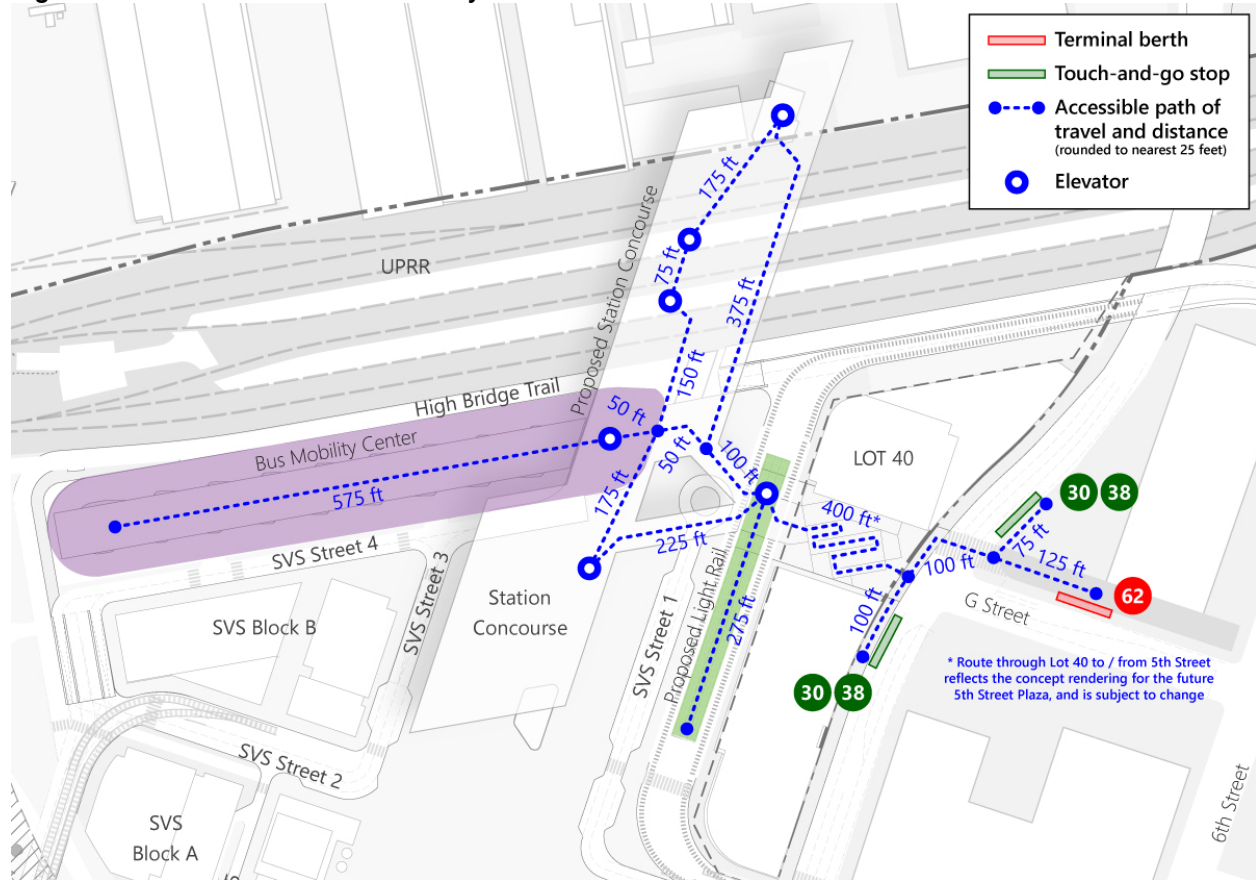 Terminal berth
Touch-and-go stop
Accessible path of
travel and distance
(rounded to nearest 25 feet)
Elevator
175 ft
75 ft
375 ft
150 ft
UPRR
Proposed Station Concourse
High Bridge Trail
Bus Mobility Center
50 ft
50 ft
100 ft
575 ft
175 ft
225 ft
LOT 40
400 ft*
30
38
75 ft
125 ft
100 ft
62
G Street
100 ft
30
38
SVS Street 4
SVS Street 3
SVS Block B
Station
Concourse
SVS Street 1
Proposed Light Rail
275 ft
* Route through Lot 40 to / from 5th Street
reflects the concept rendering for the future
5th Street Plaza, and is subject to change
SVS Street 2
SVS
Block A
6th Street